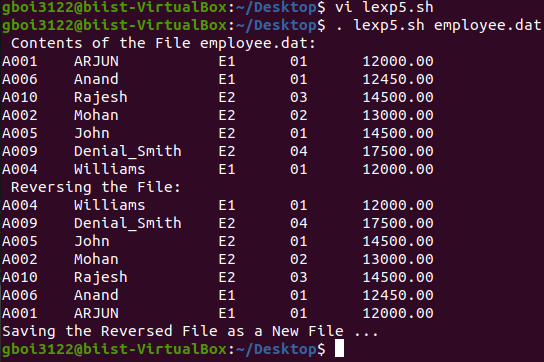 gboi3122@biist-VirtualBox:~/Desktop$ vi lexp5.sh
gboi3122@biist-VirtualBox:~/Desktop$ . lexp5.sh employee.dat
 Contents of the File employee.dat:
A001    ARJUN           E1      01      12000.00
A006    Anand           E1      01      12450.00
A010    Rajesh          E2      03      14500.00
A002    Mohan           E2      02      13000.00
A005    John            E2      01      14500.00
A009    Denial_Smith    E2      04      17500.00
A004    Williams        E1      01      12000.00
 Reversing the File:
A004    Williams        E1      01      12000.00
A009    Denial_Smith    E2      04      17500.00
A005    John            E2      01      14500.00
A002    Mohan           E2      02      13000.00
A010    Rajesh          E2      03      14500.00
A006    Anand           E1      01      12450.00
A001    ARJUN           E1      01      12000.00
Saving the Reversed File as a New File ...
gboi3122@biist-VirtualBox:~/Desktop$